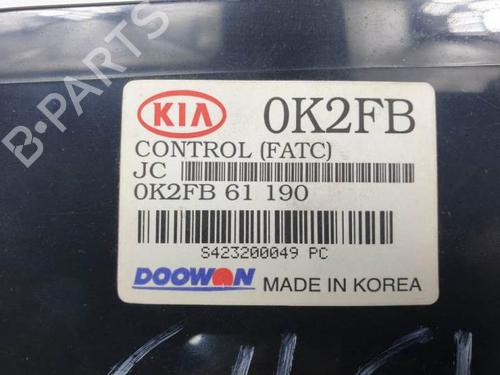 KIA 0K2FB
CONTROL (FATC)
JC
0K2FB 61 190
S423200049 PC
DOOWON MADE IN KOREA
B-PARTS